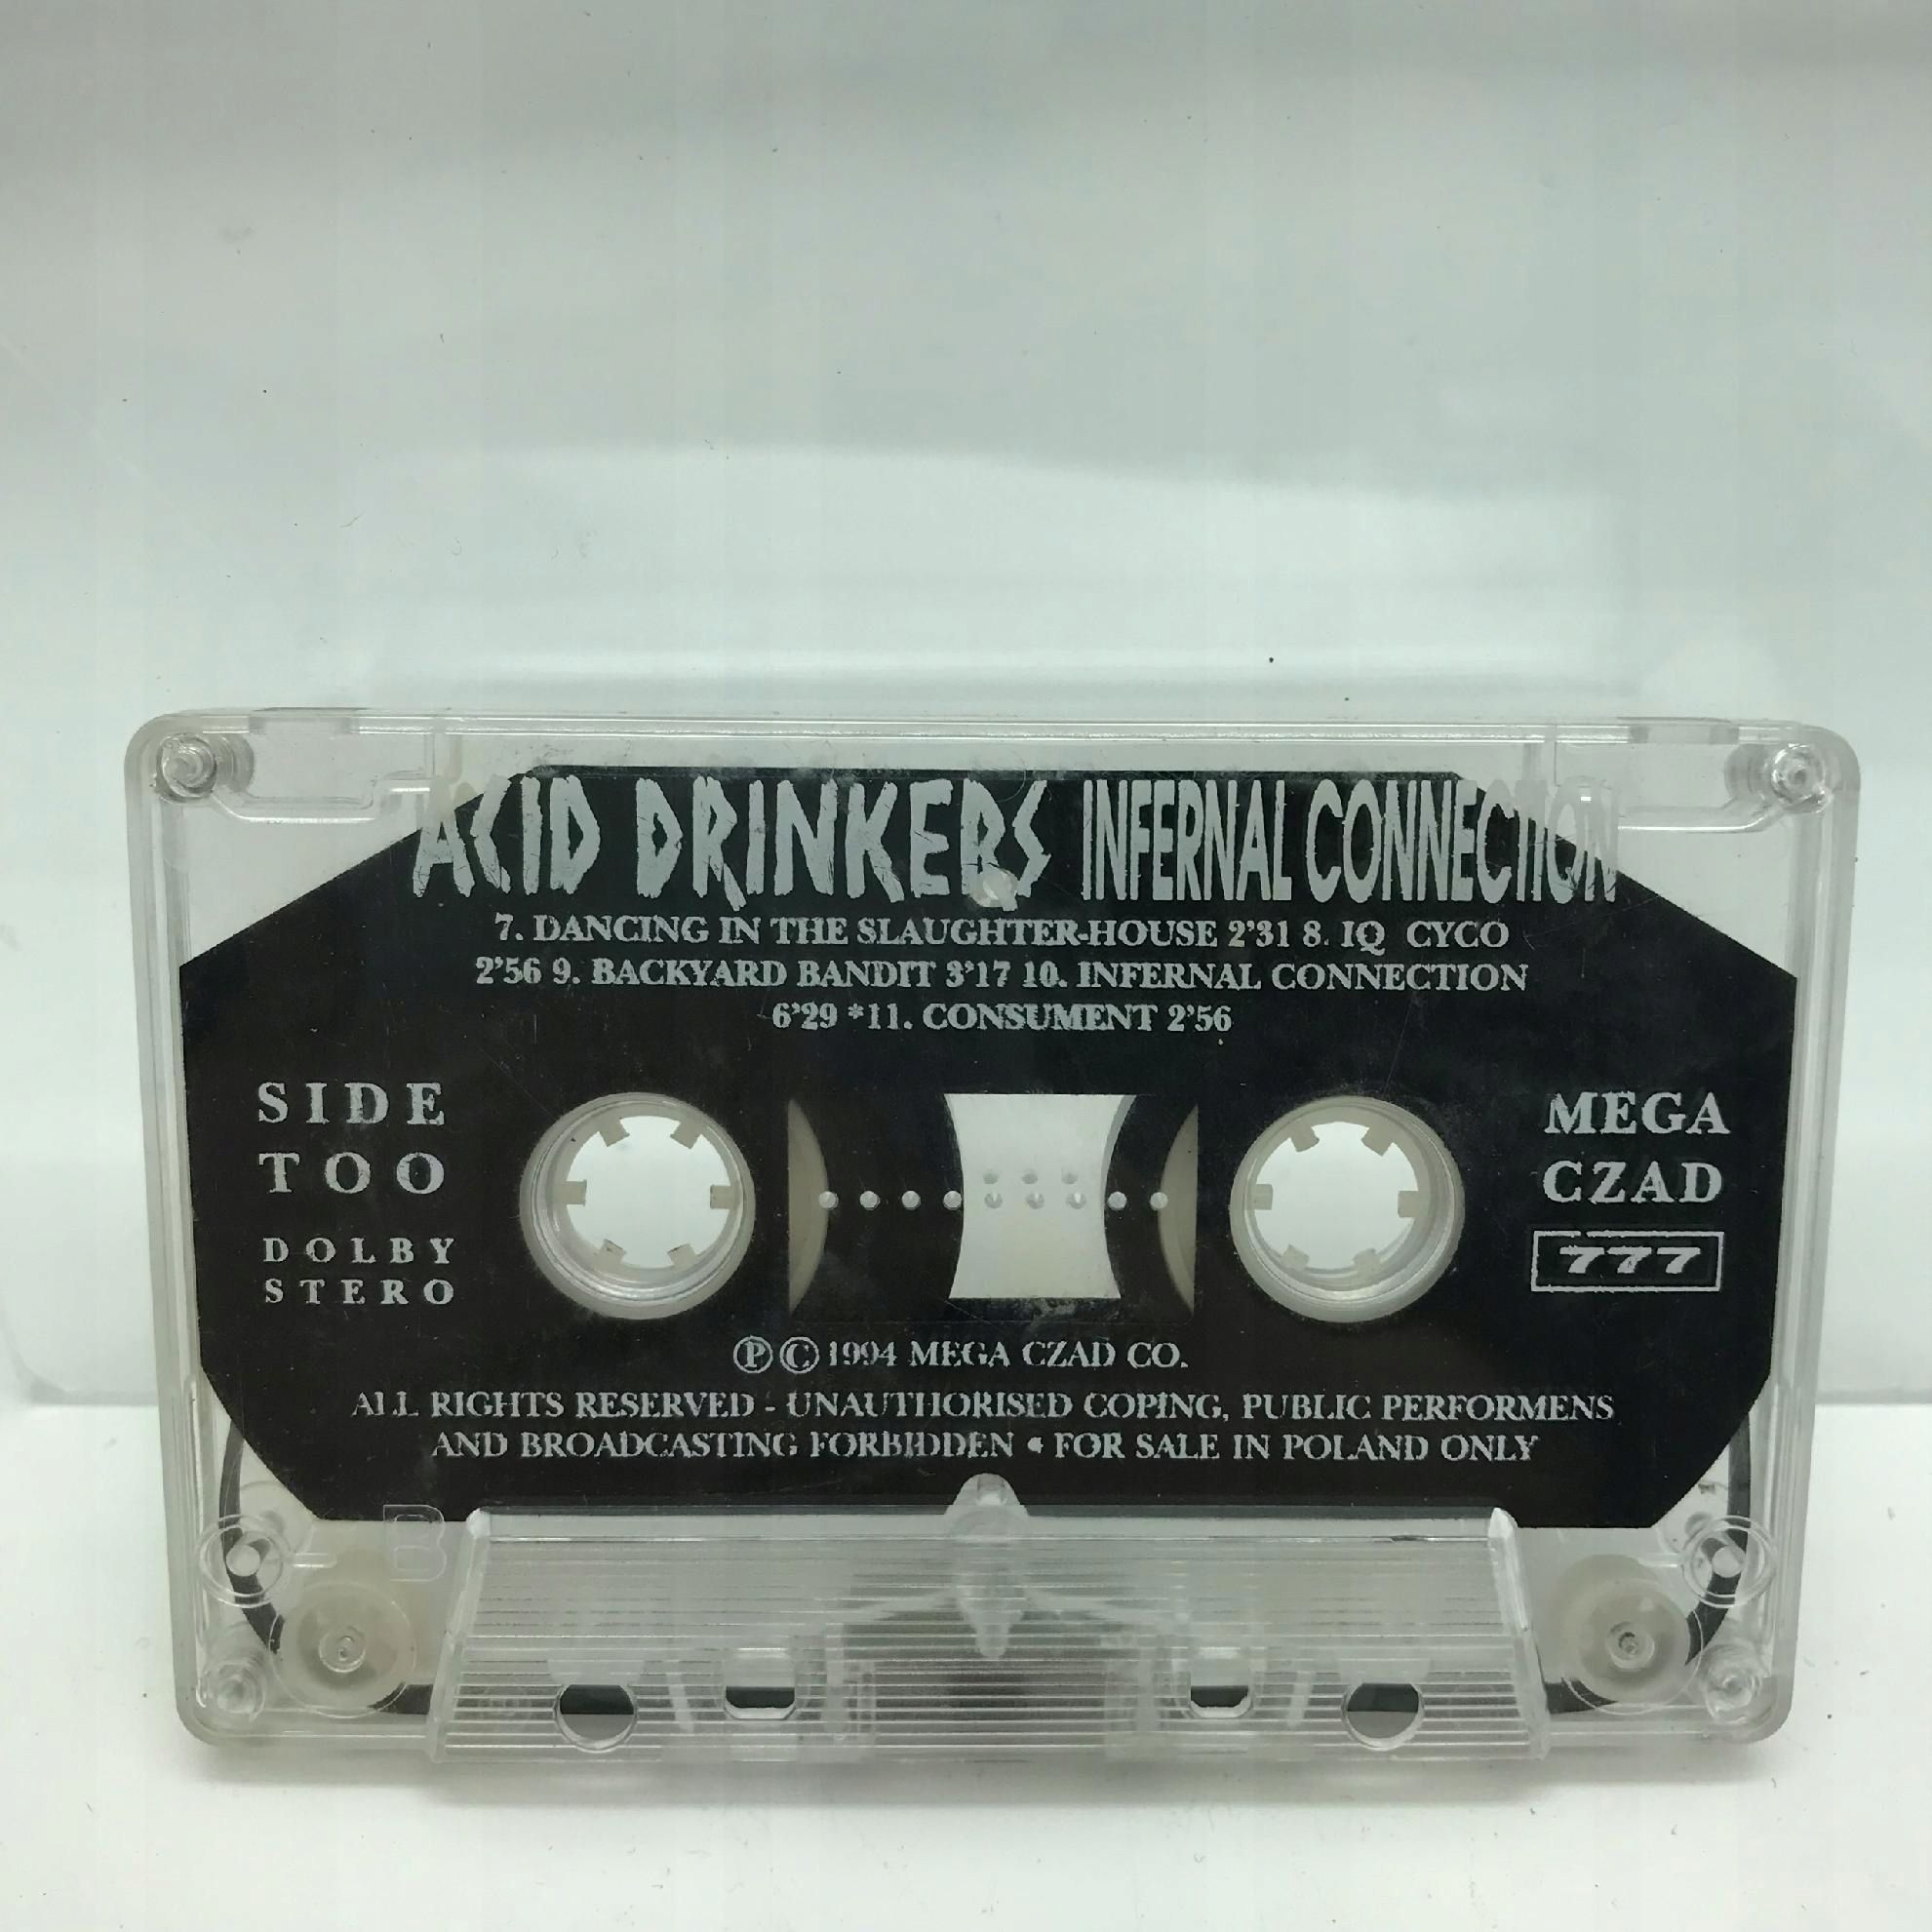 ACID DRINKERS INFERNAL CONNECTION
7. DANCING IN THE SLAUGHTER-HOUSE 2'31 8. IQ CYCO
2'56 9. BACKYARD BANDIT 3'17 10. INFERNAL CONNECTION
6'29 *11. CONSUMENT 2'56
SIDE
TOO
DOLBY
STERO
MEGA
CZAD
777
Ⓟ © 1994 MEGA CZAD CO.
ALL RIGHTS RESERVED - UNAUTHORISED COPING, PUBLIC PERFORMENS
AND BROADCASTING FORBIDDEN • FOR SALE IN POLAND ONLY
B